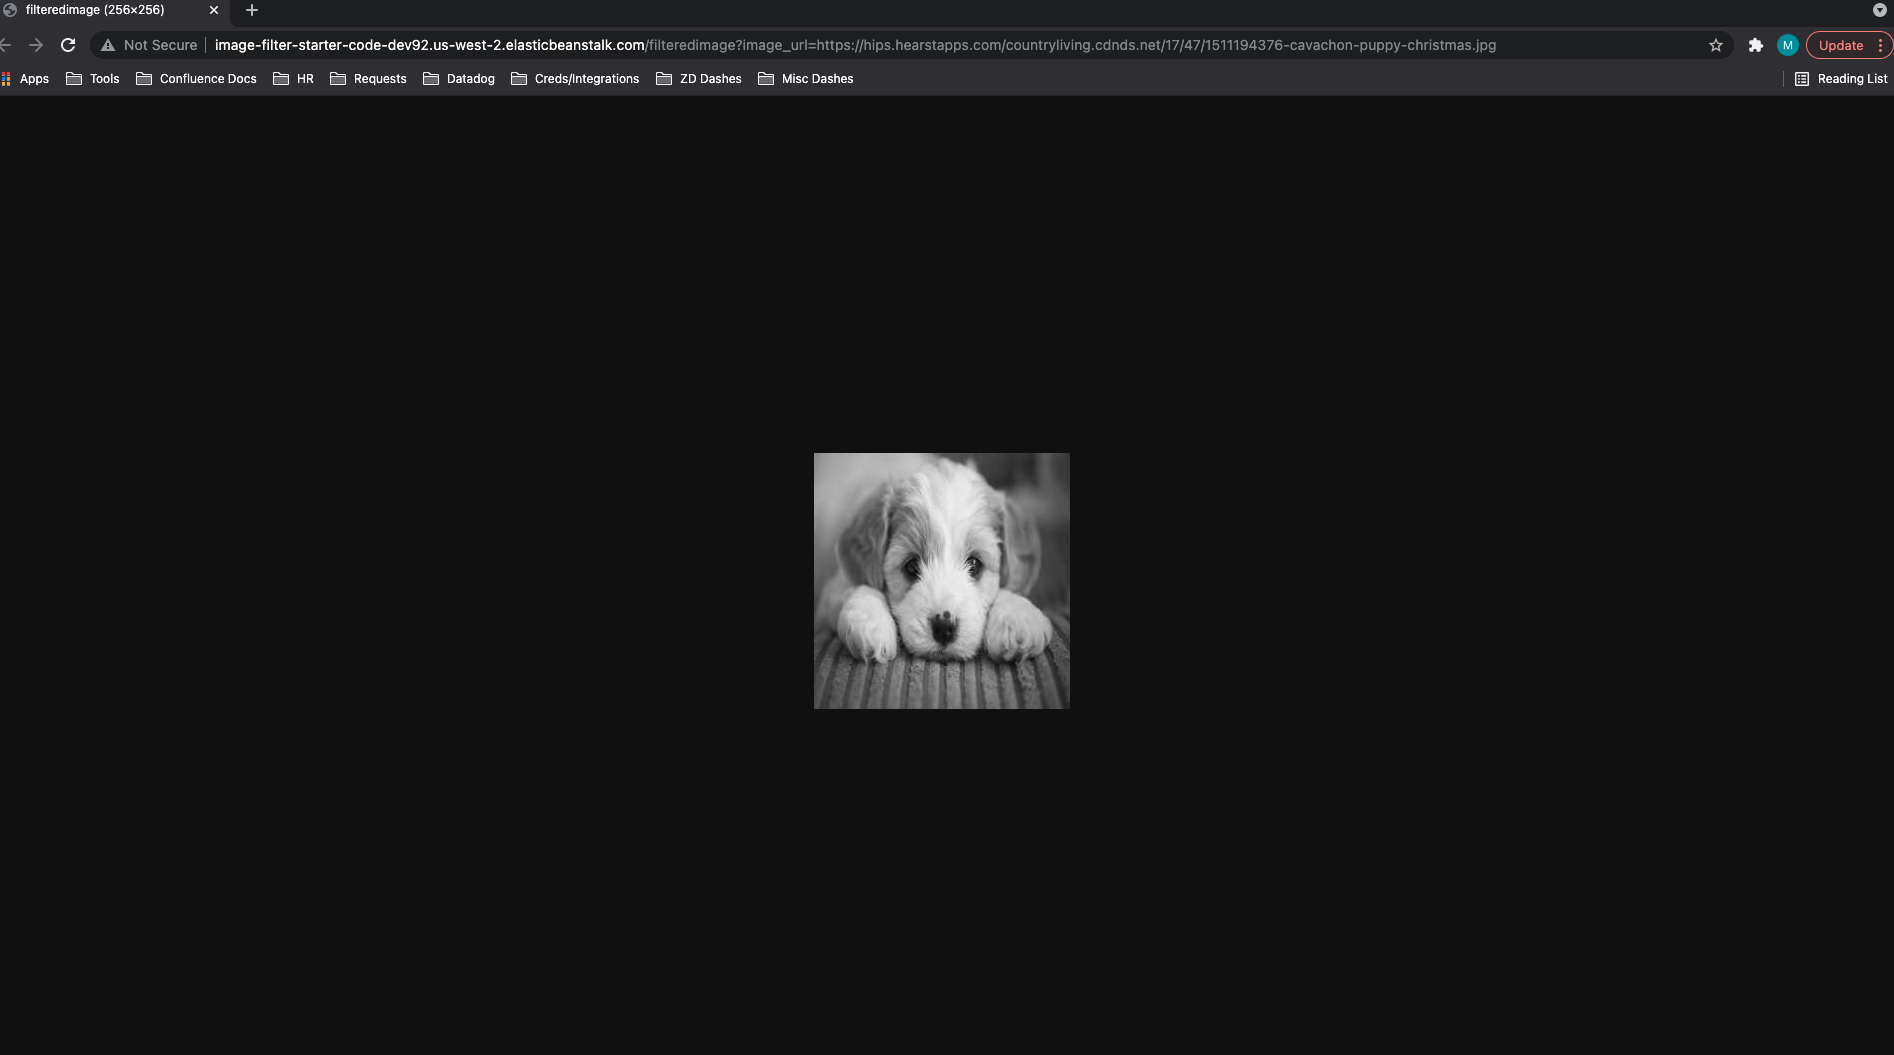 filteredimage (256×256)
Not Secure image-filter-starter-code-dev92.us-west-2.elasticbeanstalk.com/filteredimage?image_url=https://hips.hearstapps.com/countryliving.cdnds.net/17/47/1511194376-cavachon-puppy-christmas.jpg M Update
Apps Tools Confluence Docs HR Requests Datadog Creds/Integrations ZD Dashes Misc Dashes Reading List